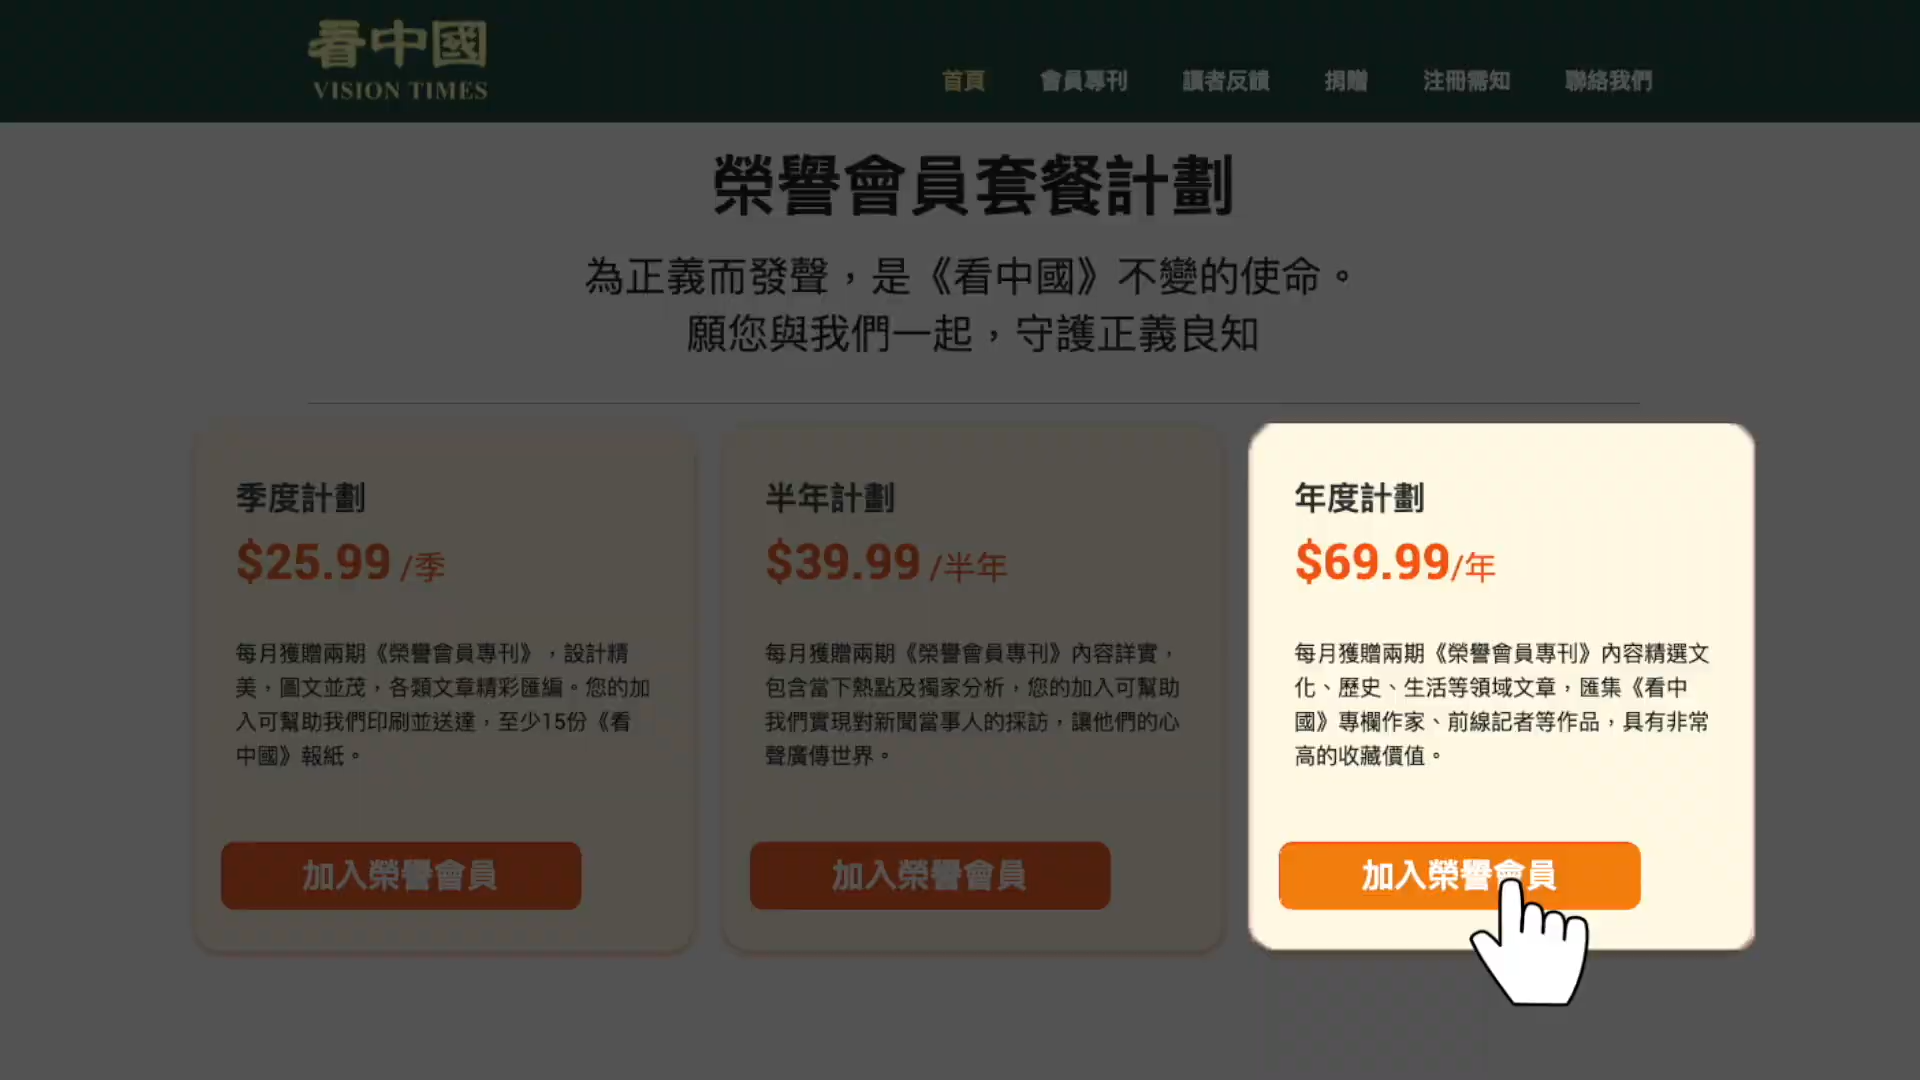 看中國
VISION TIMES
首頁 會員專刊 讀者反饋 捐贈 注冊需知 聯絡我們
榮譽會員套餐計劃
為正義而發聲，是《看中國》不變的使命。
願您與我們一起，守護正義良知
季度計劃
$25.99 /季
每月獲贈兩期《榮譽會員專刊》，設計精
美，圖文並茂，各類文章精彩匯編。您的加
入可幫助我們印刷並送達，至少15份《看
中國》報紙。
加入榮譽會員
半年計劃
$39.99 /半年
每月獲贈兩期《榮譽會員專刊》內容詳實，
包含當下熱點及獨家分析，您的加入可幫助
我們實現對新聞當事人的採訪，讓他們的心
聲廣傳世界。
加入榮譽會員
年度計劃
$69.99/年
每月獲贈兩期《榮譽會員專刊》內容精選文
化、歷史、生活等領域文章，匯集《看中
國》專欄作家、前線記者等作品，具有非常
高的收藏價值。
加入榮譽會員